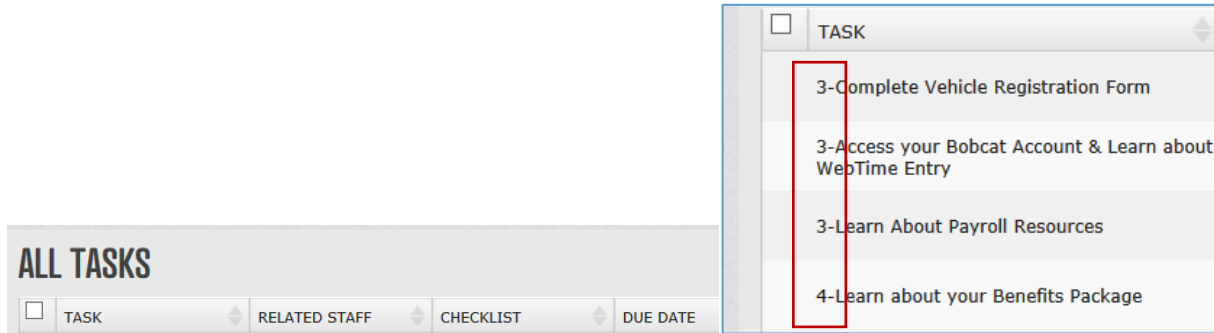 ALL TASKS
TASK RELATED STAFF CHECKLIST DUE DATE
TASK
3-Complete Vehicle Registration Form
3-Access your Bobcat Account & Learn about
WebTime Entry
3-Learn About Payroll Resources
4-Learn about your Benefits Package